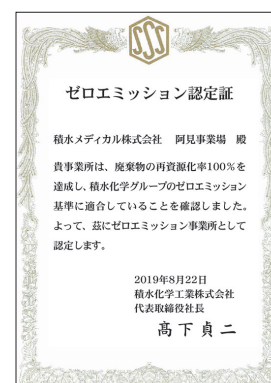 SSS
ゼロエミッション認定証
積水メディカル株式会社　阿見事業場　殿
貴事業所は、廃棄物の再資源化率100％を
達成し、積水化学グループのゼロエミッション
基準に適合していることを確認しました。
よって、茲にゼロエミッション事業所として
認定します。
2019年8月22日
積水化学工業株式会社
代表取締役社長
髙下貞二